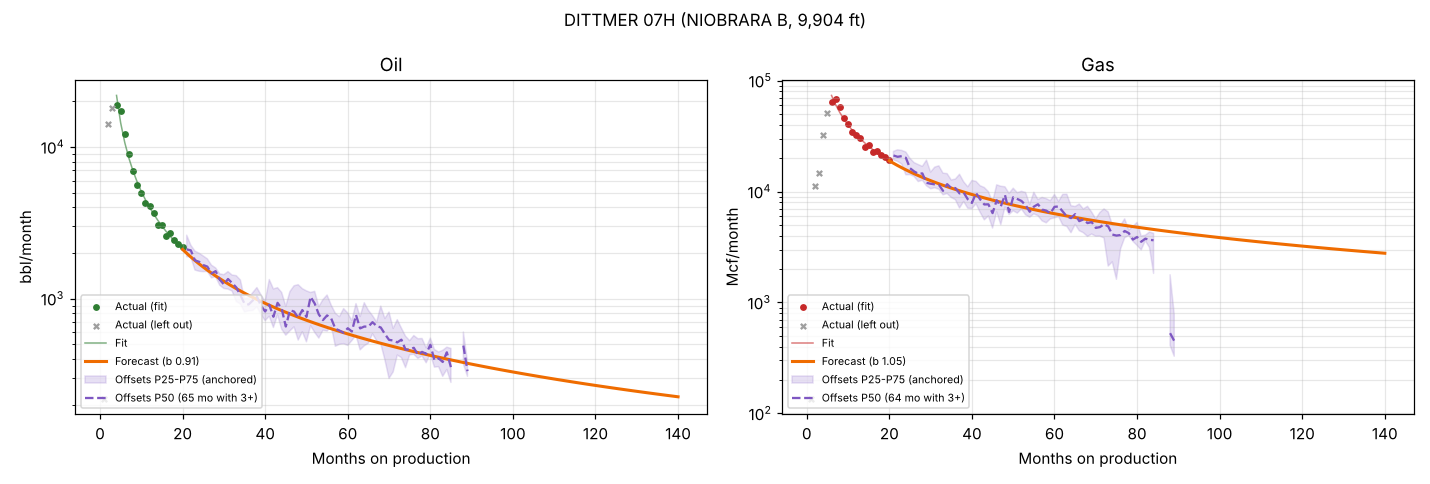 DITTMER 07H (NIOBRARA B, 9,904 ft)
Oil
bbl/month
10^4
10^3
0 20 40 60 80 100 120 140
Months on production
Actual (fit)
Actual (left out)
Fit
Forecast (b 0.91)
Offsets P25-P75 (anchored)
Offsets P50 (65 mo with 3+)
Gas
Mcf/month
10^5
10^4
10^3
10^2
0 20 40 60 80 100 120 140
Months on production
Actual (fit)
Actual (left out)
Fit
Forecast (b 1.05)
Offsets P25-P75 (anchored)
Offsets P50 (64 mo with 3+)